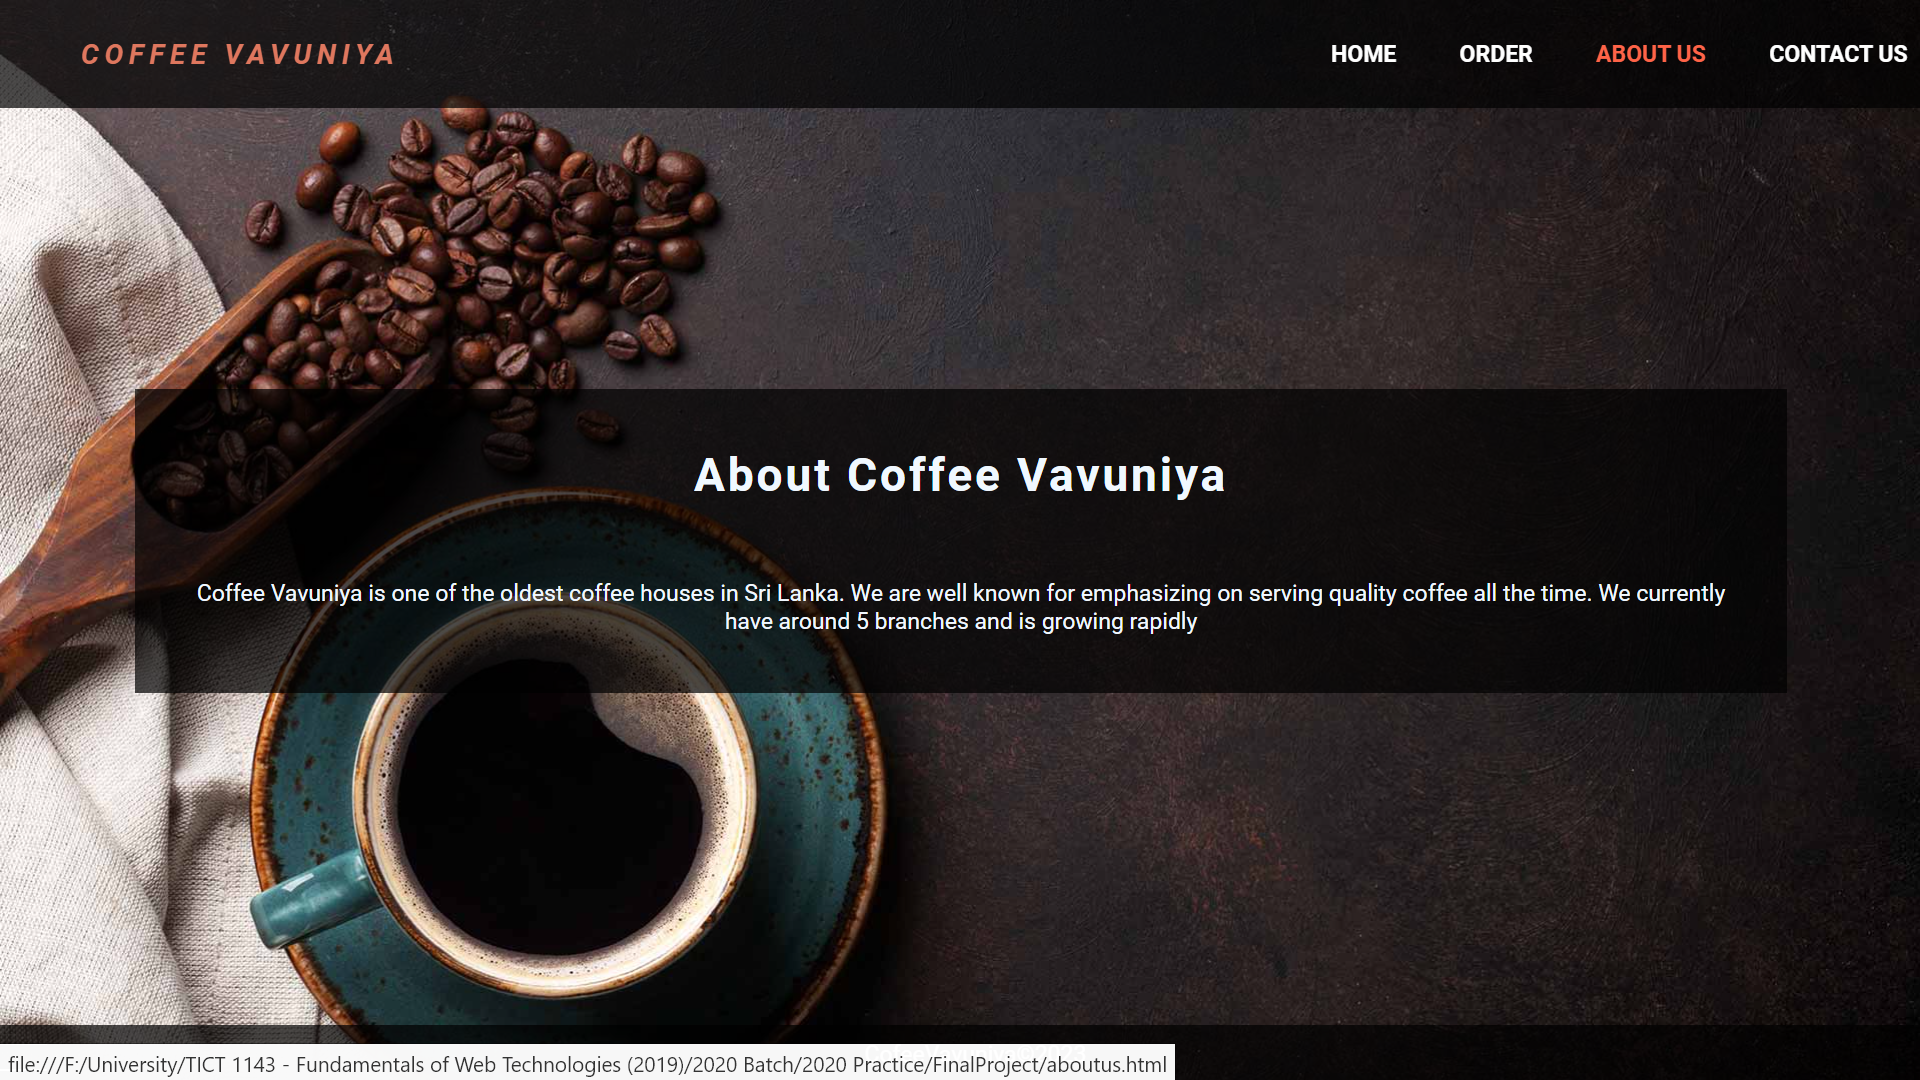 COFFEE VAVUNIYA
HOME
ORDER
ABOUT US
CONTACT US
About Coffee Vavuniya
Coffee Vavuniya is one of the oldest coffee houses in Sri Lanka. We are well known for emphasizing on serving quality coffee all the time. We currently
have around 5 branches and is growing rapidly
file:///F:/University/TICT 1143 - Fundamentals of Web Technologies (2019)/2020 Batch/2020 Practice/FinalProject/aboutus.html